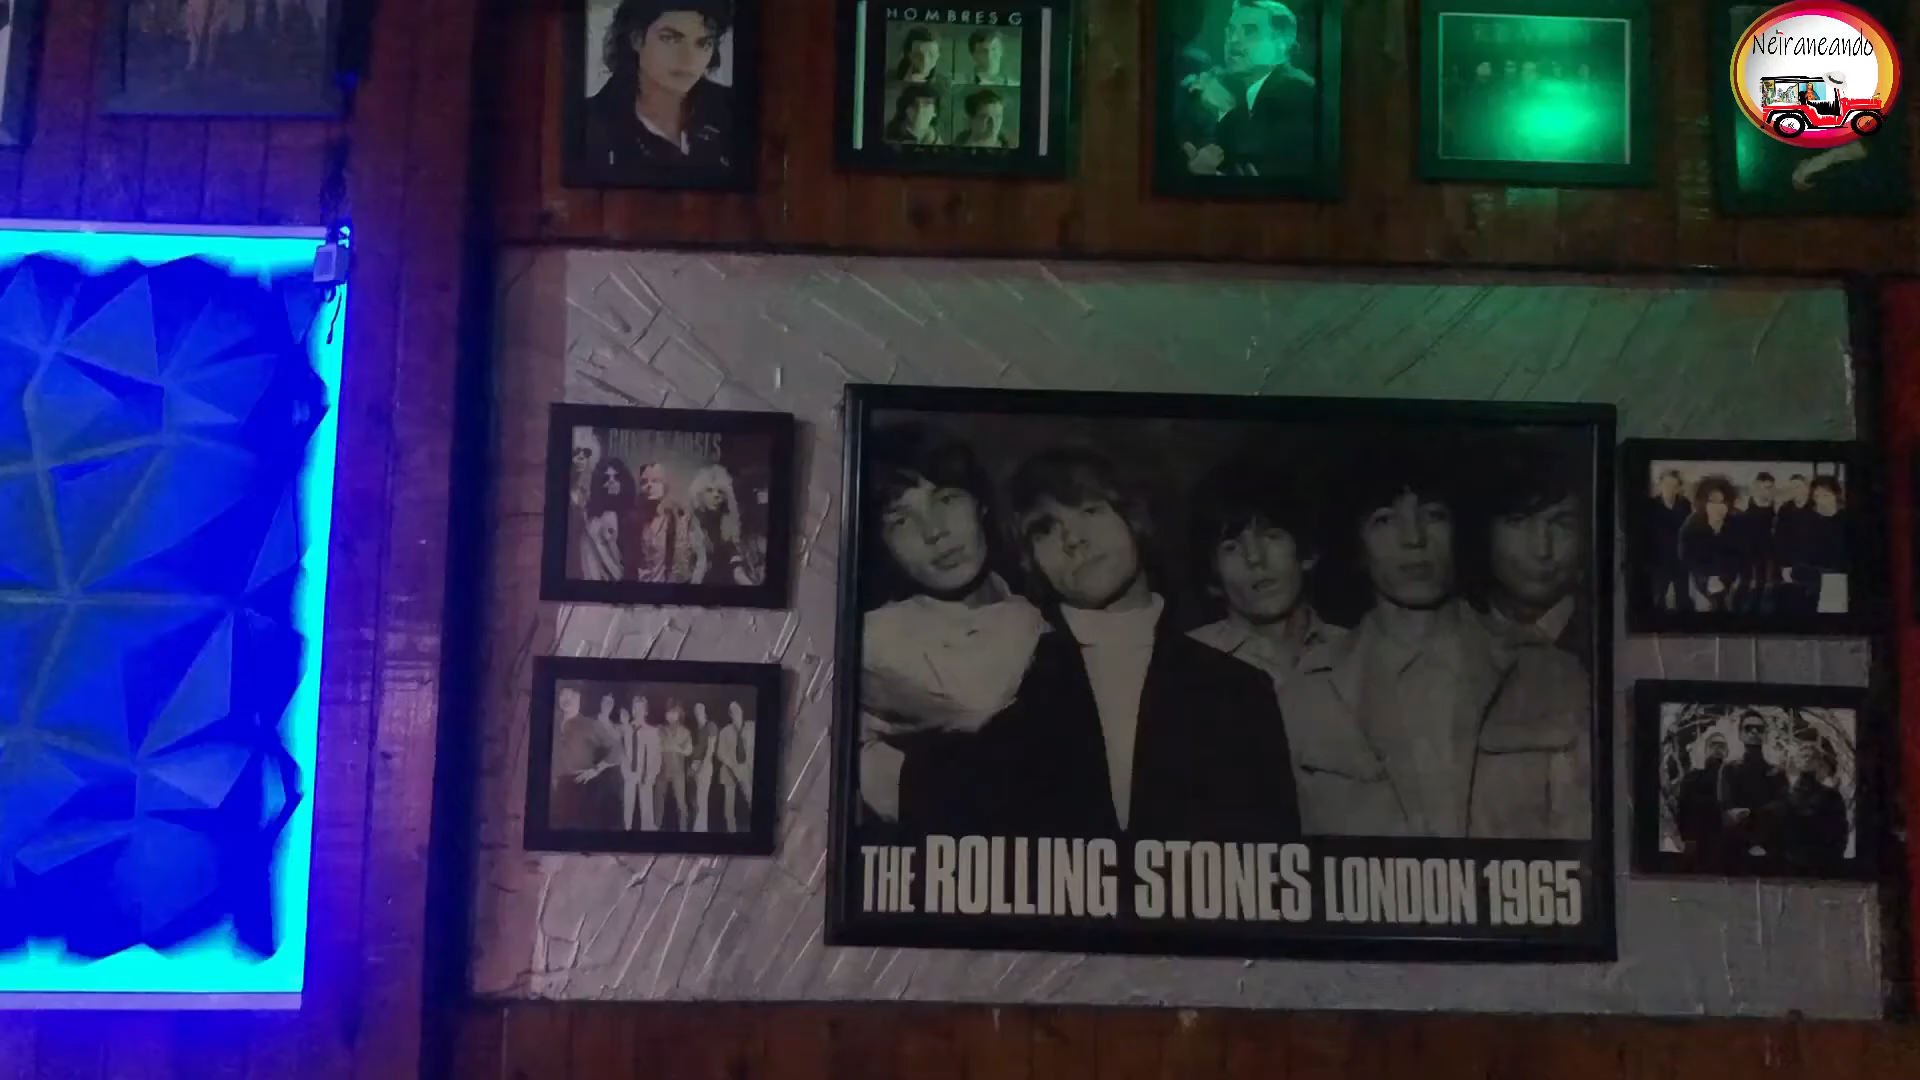 HOMBRES G
Neiraneando
GUNS N' ROSES
THE ROLLING STONES LONDON 1965